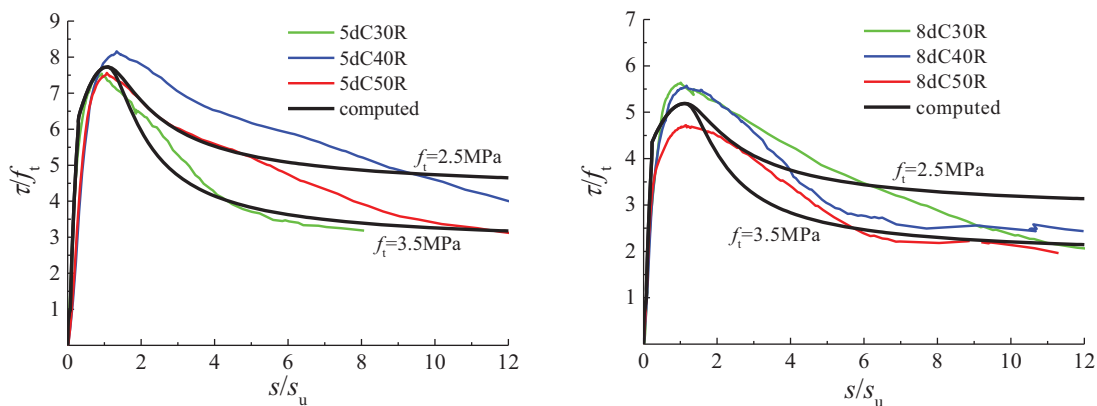 9
8
7
6
5
4
3
2
1
0 2 4 6 8 10 12
τ/fₜ
s/sᵤ
5dC30R
5dC40R
5dC50R
computed
fₜ=2.5MPa
fₜ=3.5MPa
7
6
5
4
3
2
1
0 2 4 6 8 10 12
τ/fₜ
s/sᵤ
8dC30R
8dC40R
8dC50R
computed
fₜ=2.5MPa
fₜ=3.5MPa